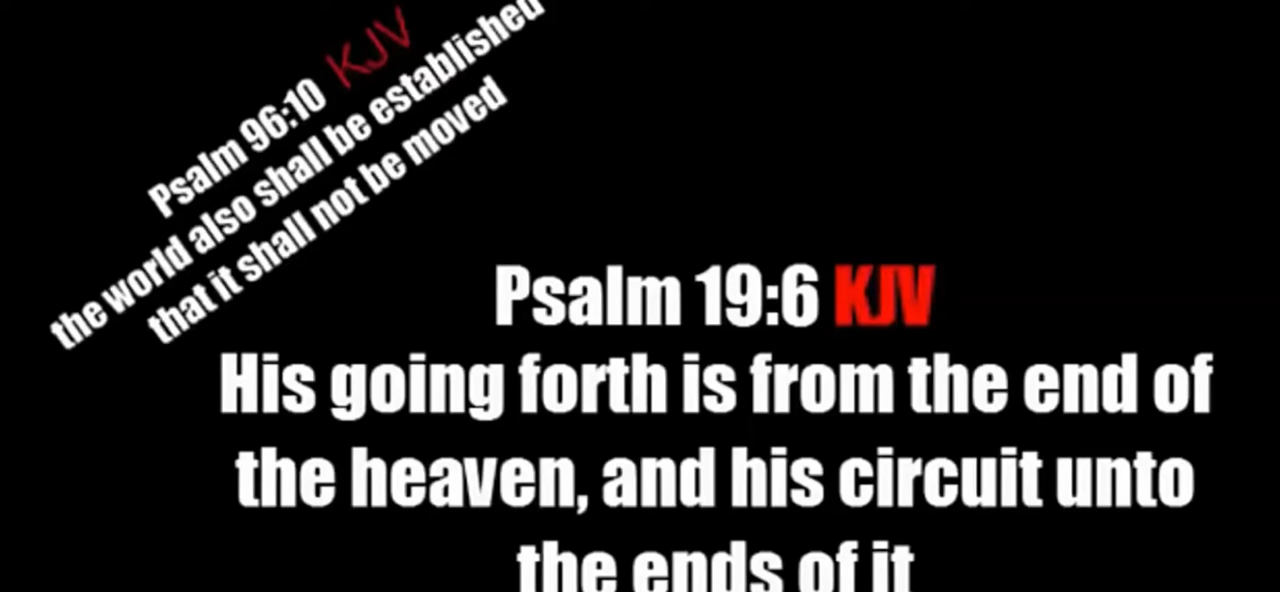 Psalm 96:10 KJV
the world also shall be established
that it shall not be moved
Psalm 19:6 KJV
His going forth is from the end of
the heaven, and his circuit unto
the ends of it